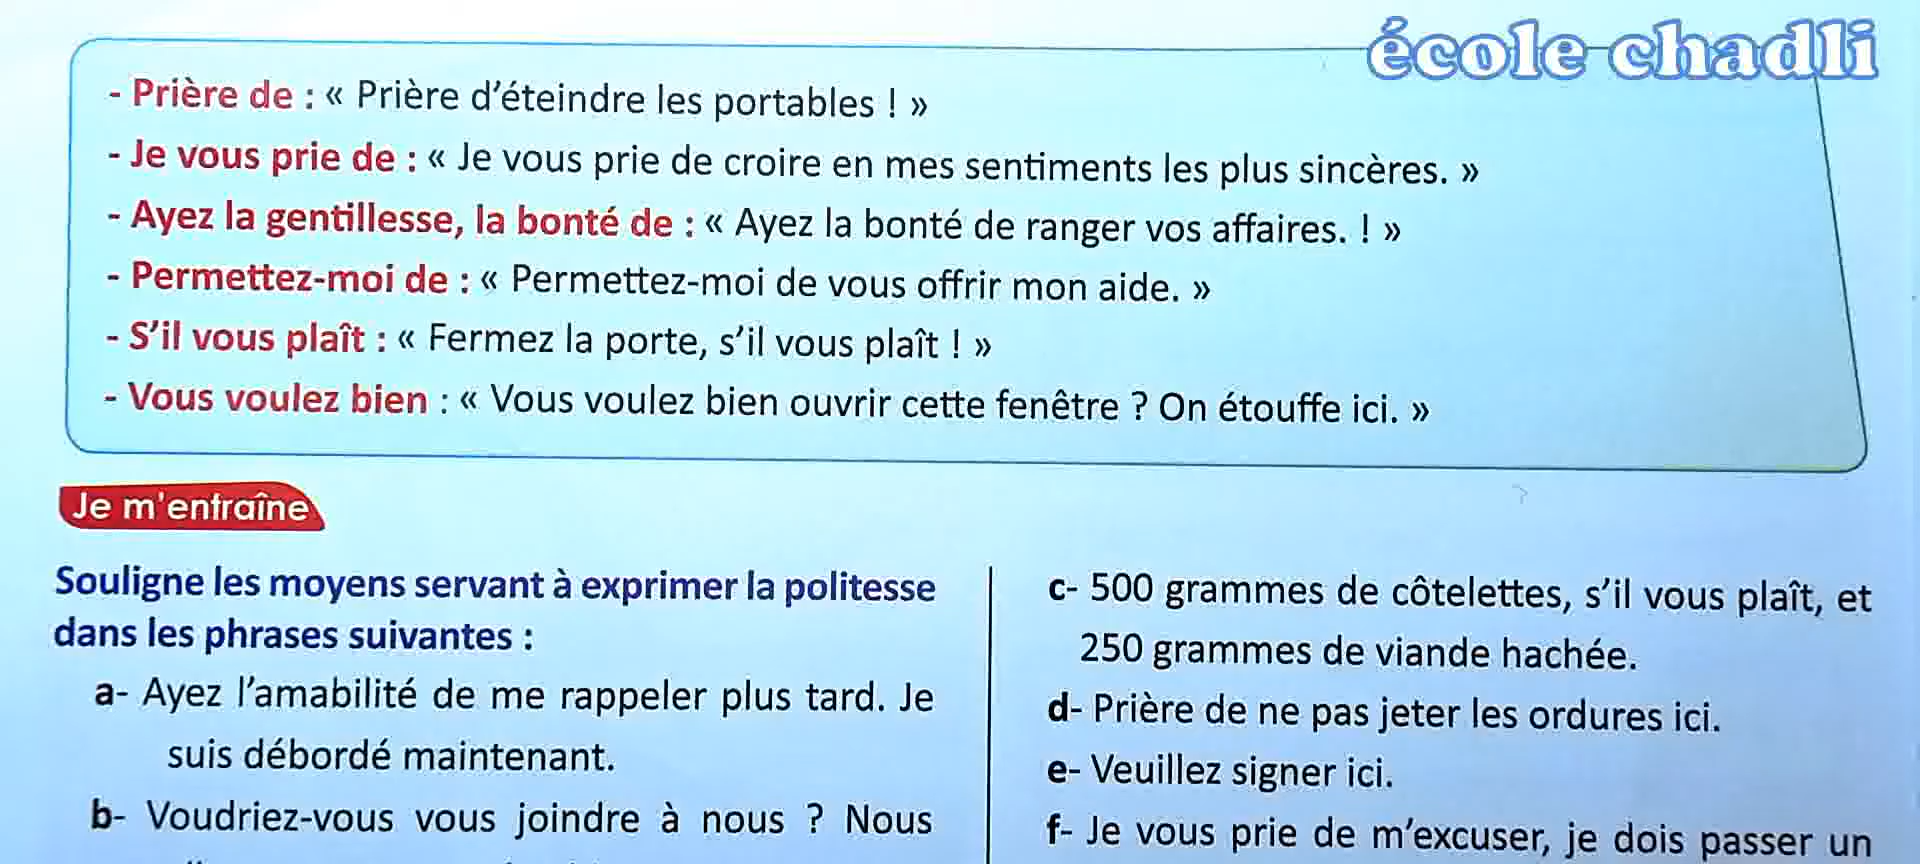 école chadli
- Prière de : « Prière d'éteindre les portables ! »
- Je vous prie de : « Je vous prie de croire en mes sentiments les plus sincères. »
- Ayez la gentillesse, la bonté de : « Ayez la bonté de ranger vos affaires. ! »
- Permettez-moi de : « Permettez-moi de vous offrir mon aide. »
- S'il vous plaît : « Fermez la porte, s'il vous plaît ! »
- Vous voulez bien : « Vous voulez bien ouvrir cette fenêtre ? On étouffe ici. »
Je m'entraîne
Souligne les moyens servant à exprimer la politesse
dans les phrases suivantes :
a- Ayez l'amabilité de me rappeler plus tard. Je
suis débordé maintenant.
b- Voudriez-vous vous joindre à nous ? Nous
c- 500 grammes de côtelettes, s'il vous plaît, et
250 grammes de viande hachée.
d- Prière de ne pas jeter les ordures ici.
e- Veuillez signer ici.
f- Je vous prie de m'excuser, je dois passer un